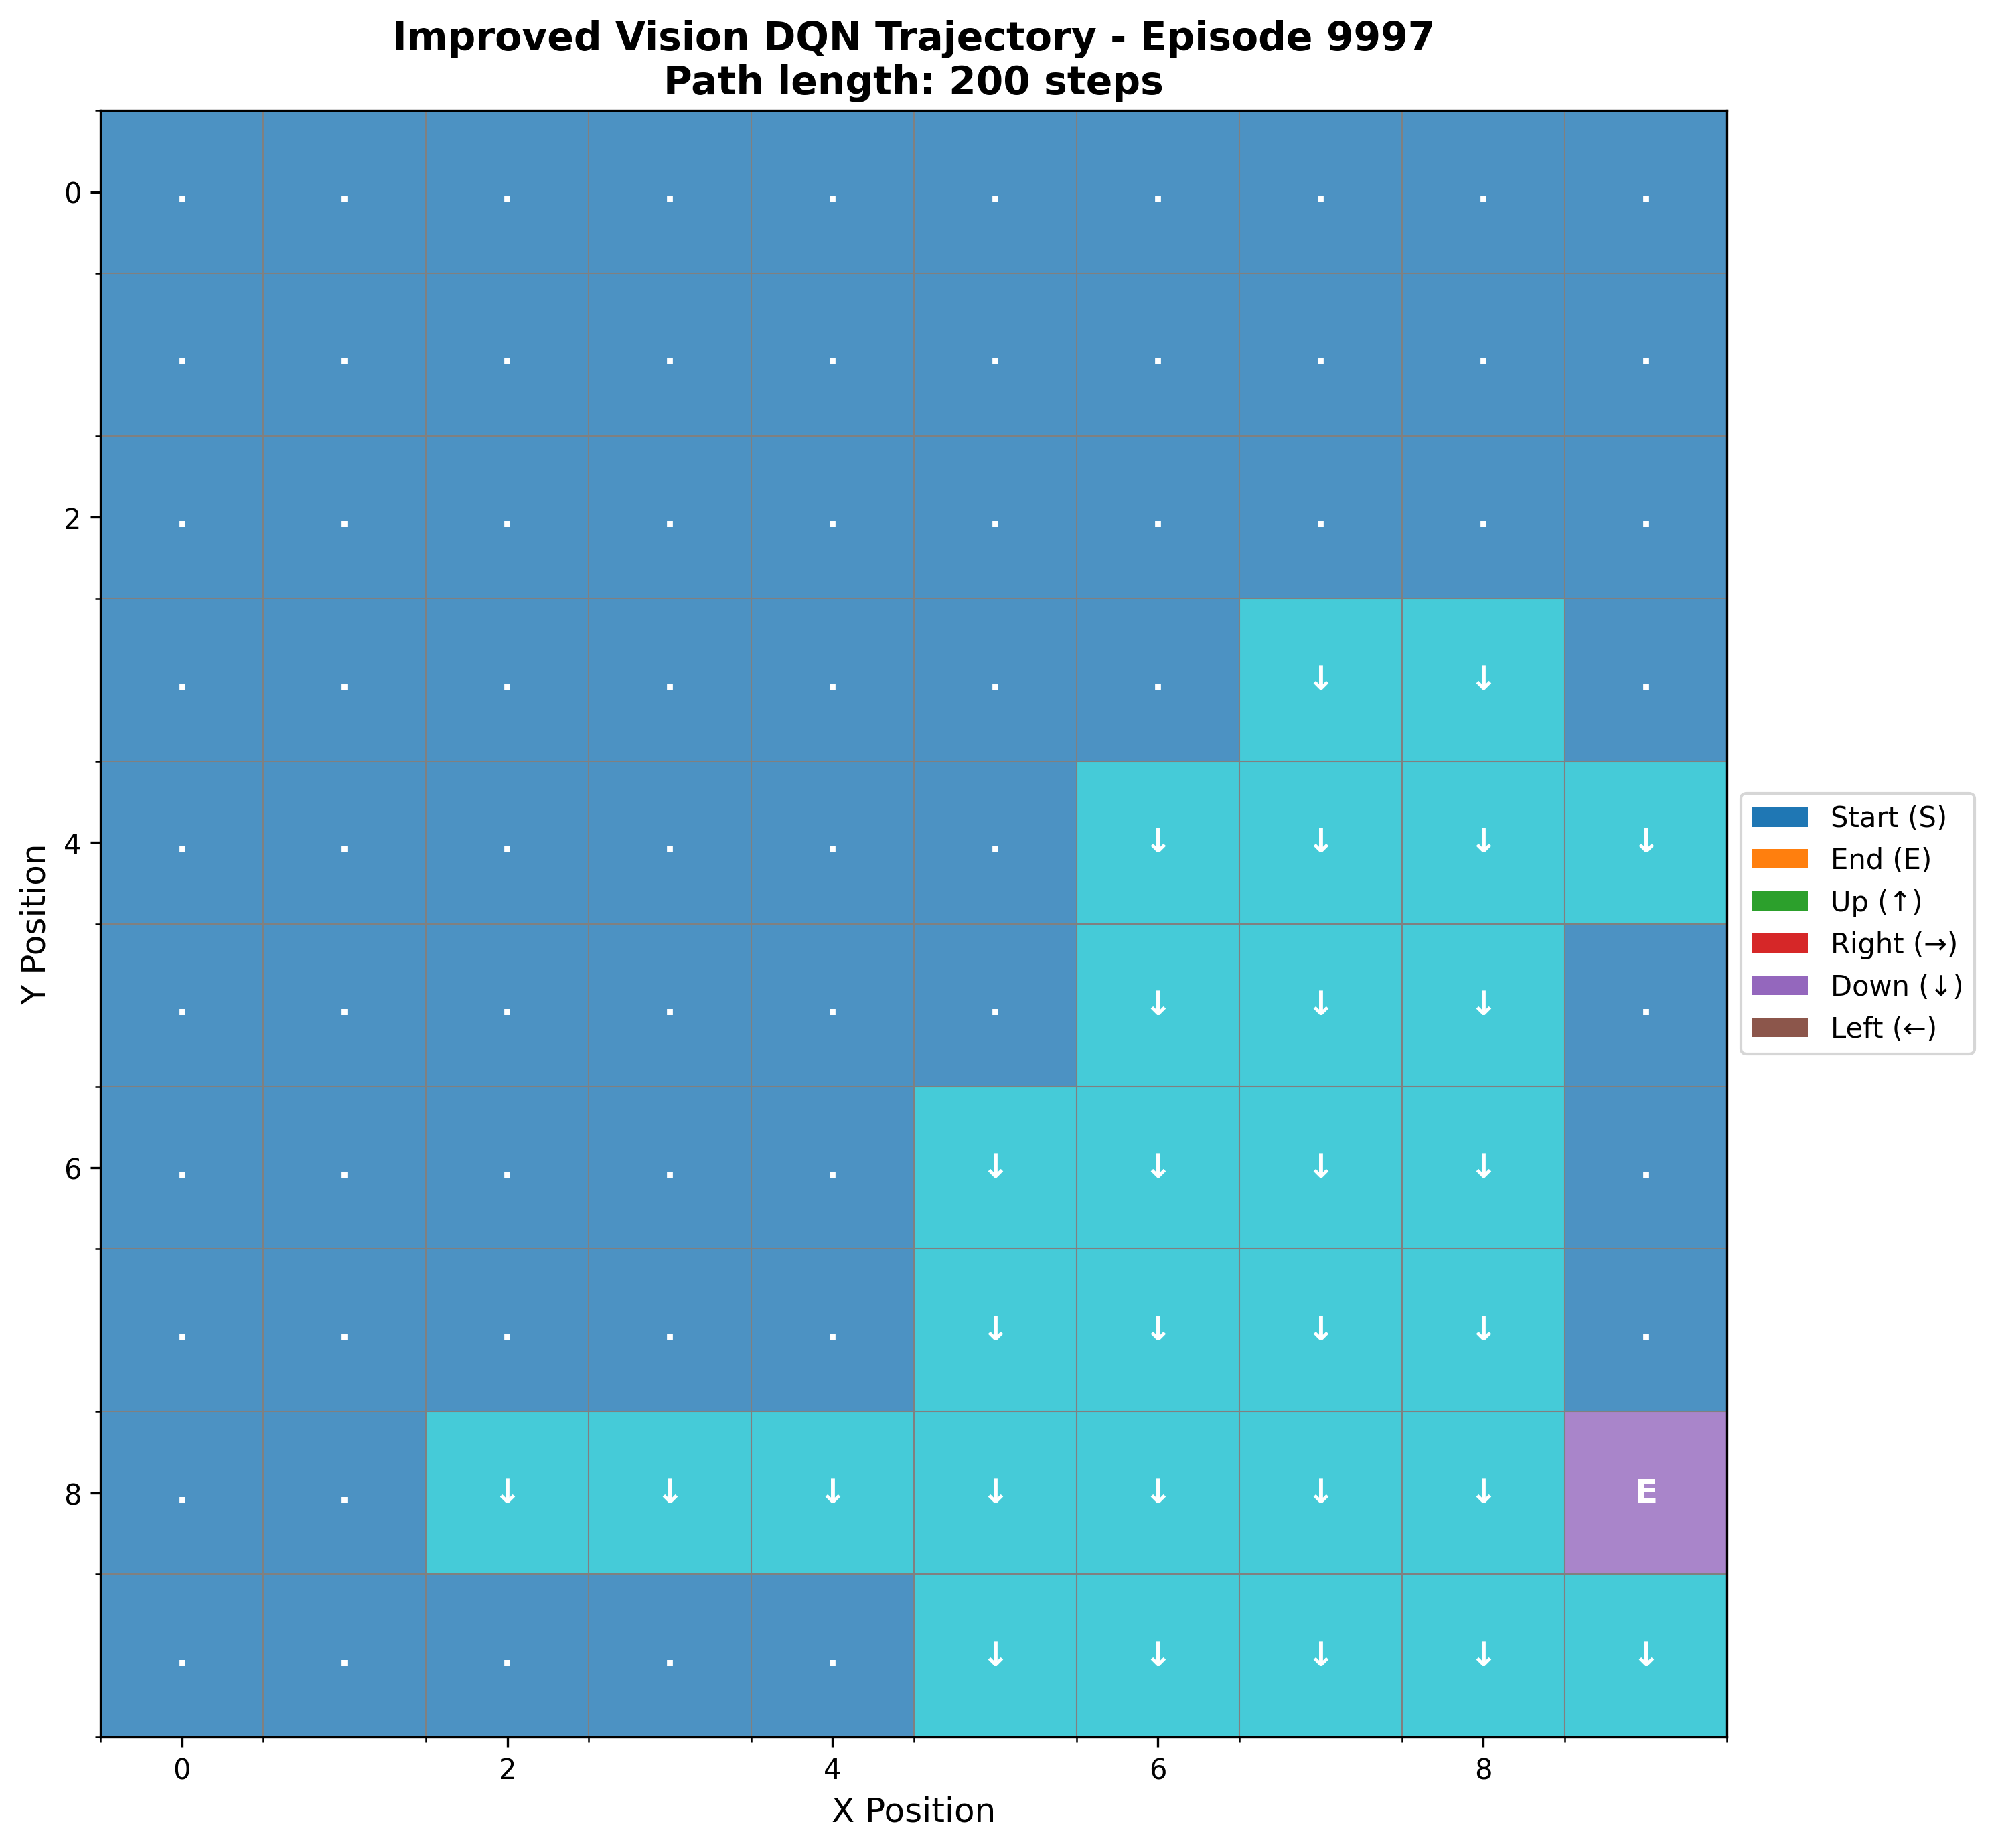 Improved Vision DQN Trajectory - Episode 9997
Path length: 200 steps
0 . . . . . . . . . .
. . . . . . . . . .
2 . . . . . . . . . .
. . . . . . . ↓ ↓ .
4 . . . . . . ↓ ↓ ↓ ↓
. . . . . . ↓ ↓ ↓ .
6 . . . . . ↓ ↓ ↓ ↓ .
. . . . . ↓ ↓ ↓ ↓ .
8 . . ↓ ↓ ↓ ↓ ↓ ↓ ↓ E
. . . . . ↓ ↓ ↓ ↓ ↓
0 2 4 6 8
X Position
Y Position
Start (S)
End (E)
Up (↑)
Right (→)
Down (↓)
Left (←)